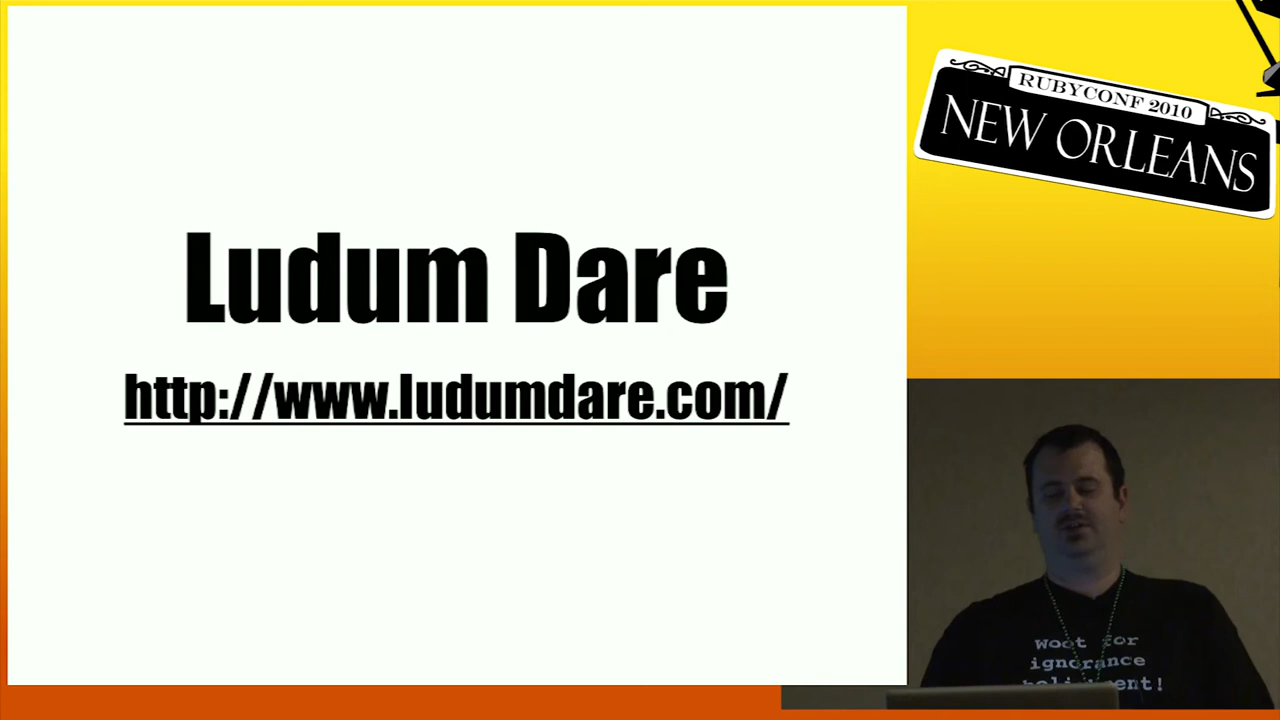 Ludum Dare
http://www.ludumdare.com/
RUBYCONF 2010
NEW ORLEANS
Woot for
ignorance